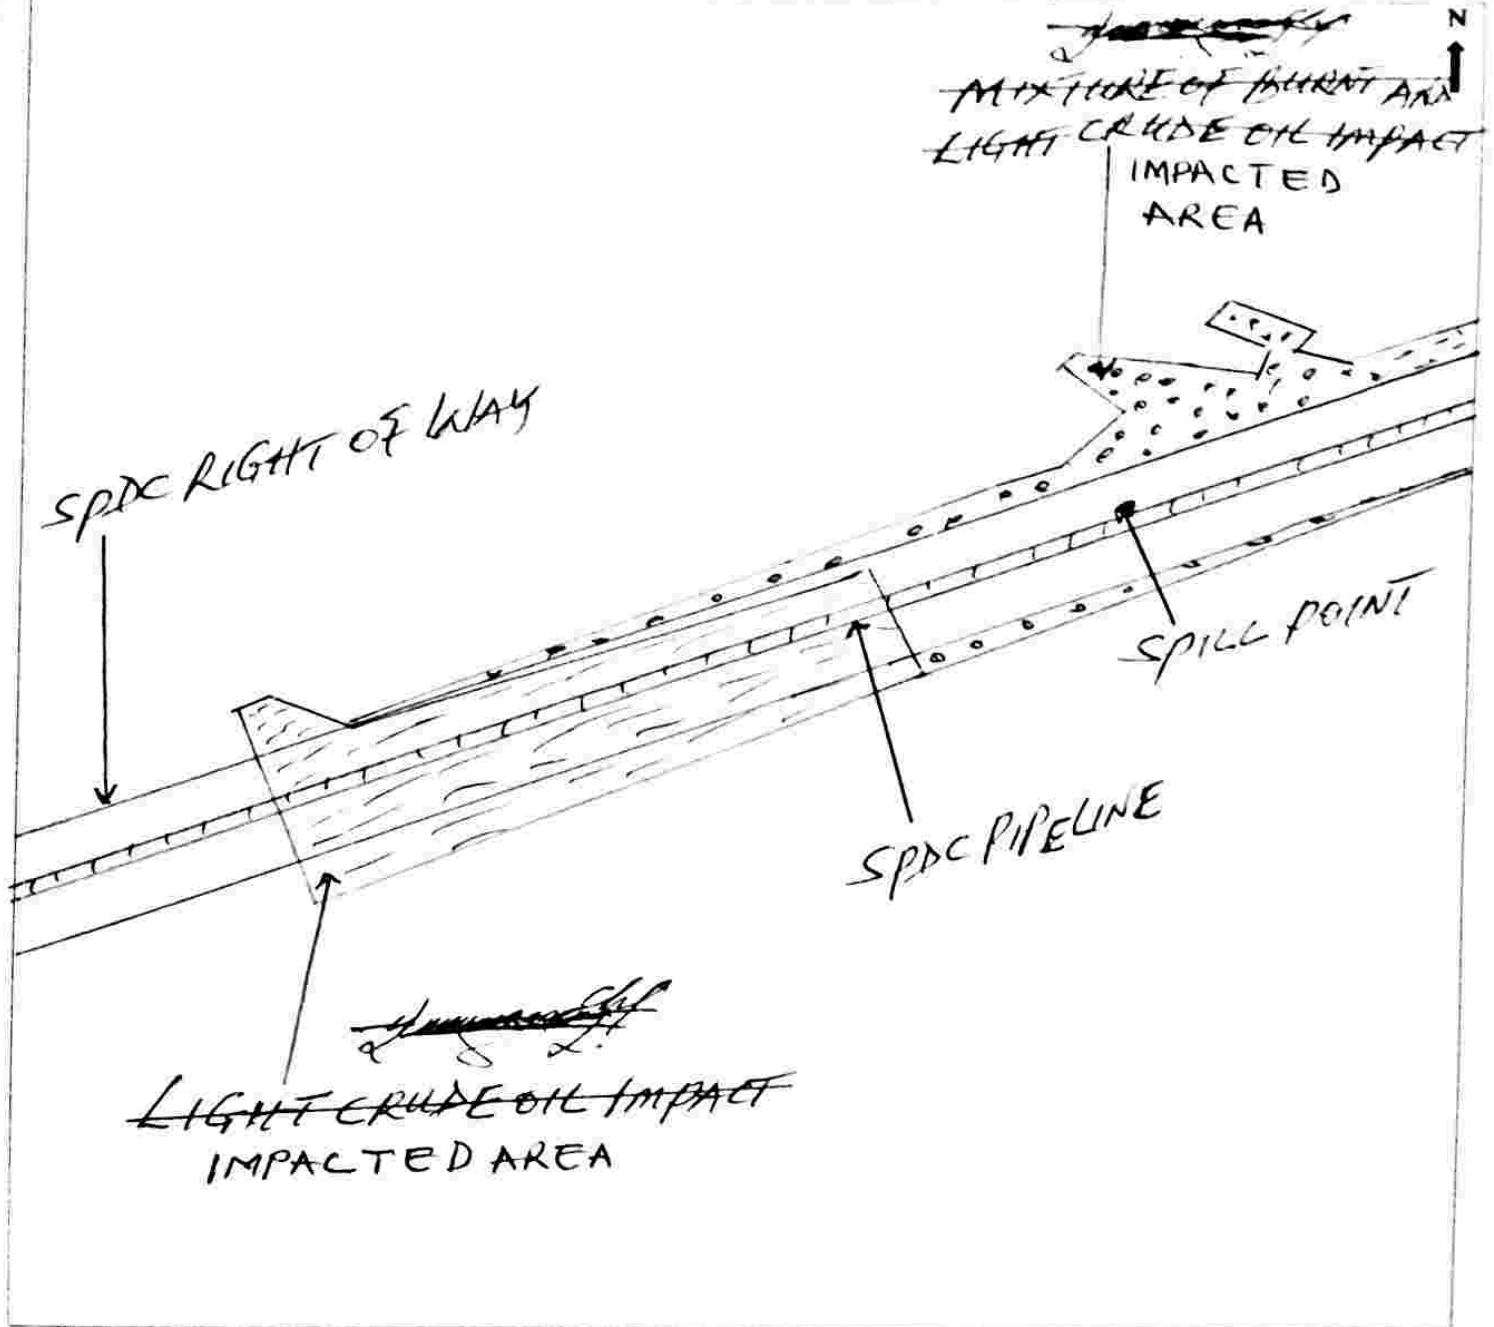 N
MIXTURE OF BURNT AND
LIGHT CRUDE OIL IMPACT
IMPACTED
AREA
SPDC RIGHT OF WAY
SPILL POINT
SPDC PIPELINE
LIGHT CRUDE OIL IMPACT
IMPACTED AREA